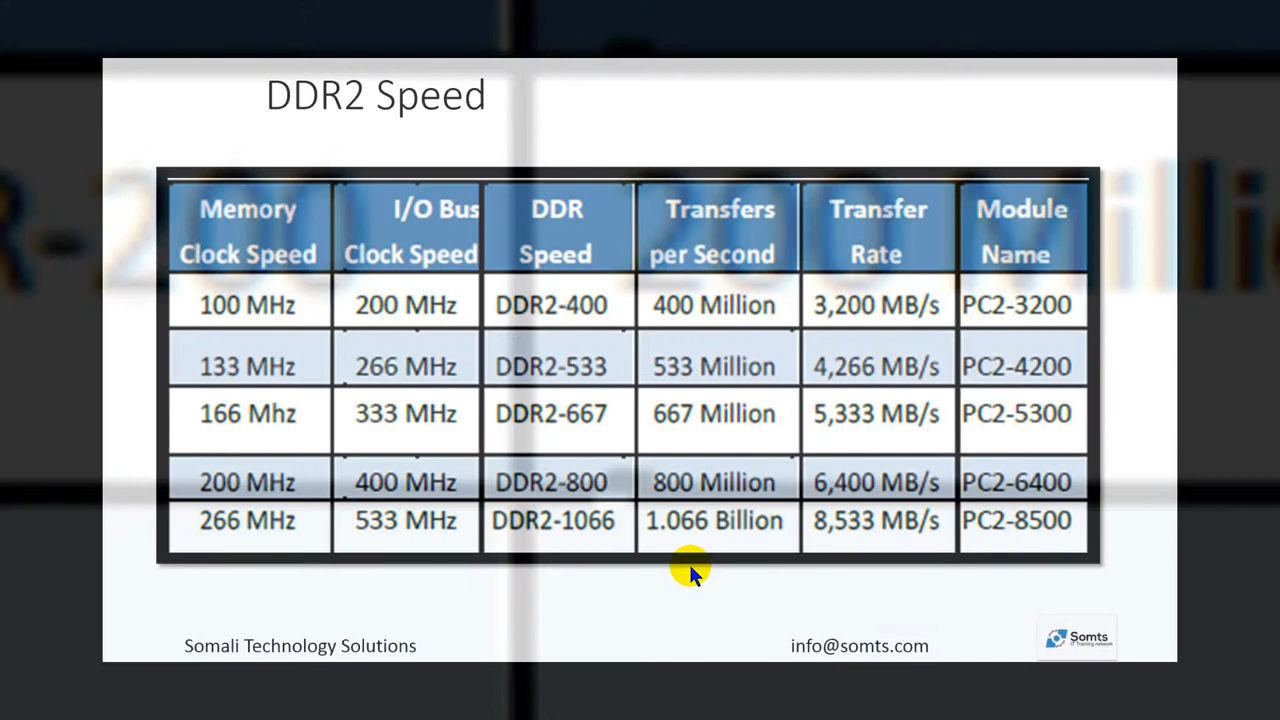 DDR2 Speed
Memory Clock Speed I/O Bus Clock Speed DDR Speed Transfers per Second Transfer Rate Module Name
100 MHz 200 MHz DDR2-400 400 Million 3,200 MB/s PC2-3200
133 MHz 266 MHz DDR2-533 533 Million 4,266 MB/s PC2-4200
166 Mhz 333 MHz DDR2-667 667 Million 5,333 MB/s PC2-5300
200 MHz 400 MHz DDR2-800 800 Million 6,400 MB/s PC2-6400
266 MHz 533 MHz DDR2-1066 1.066 Billion 8,533 MB/s PC2-8500
Somali Technology Solutions
info@somts.com
Somts
IT Training network